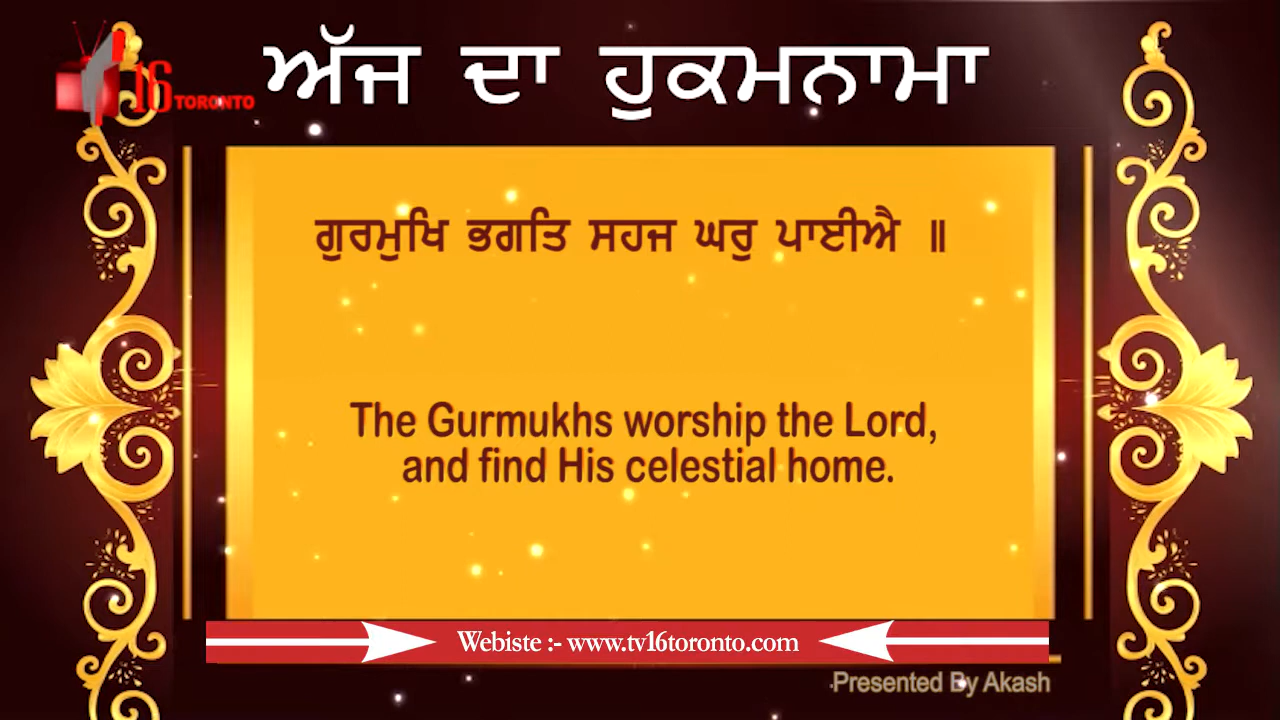 ਅੱਜ ਦਾ ਹੁਕਮਨਾਮਾ
16 TORONTO
ਗੁਰਮੁਖਿ ਭਗਤਿ ਸਹਜ ਘਰੁ ਪਾਈਐ ॥
The Gurmukhs worship the Lord,
and find His celestial home.
Webiste :- www.tv16toronto.com
Presented By Akash